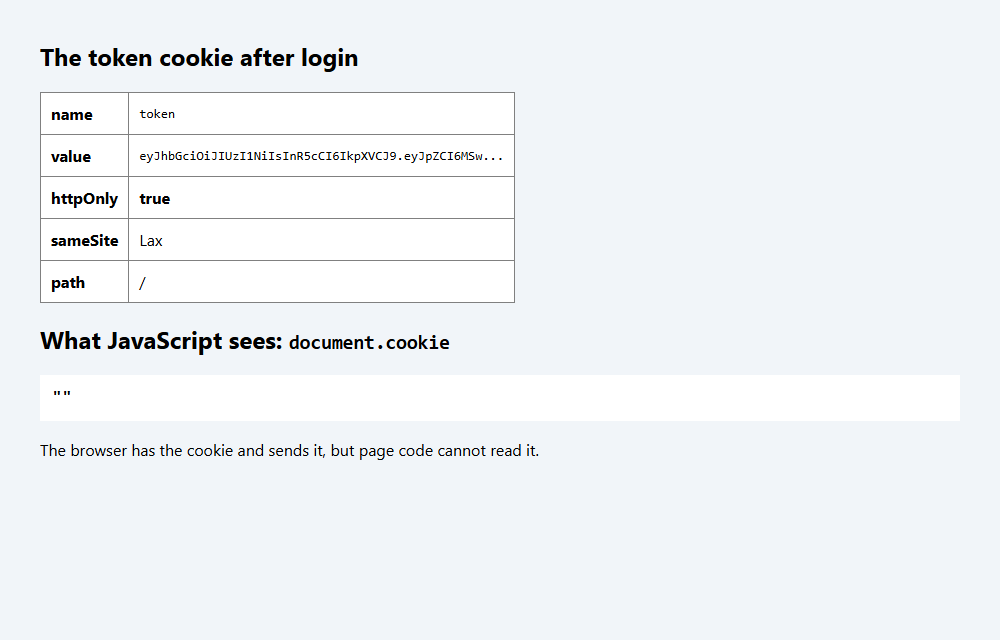 The token cookie after login
name token
value eyJhbGciOiJIUzI1NiIsInR5cCI6IkpXVCJ9.eyJpZCI6MSw...
httpOnly true
sameSite Lax
path /
What JavaScript sees: document.cookie
""
The browser has the cookie and sends it, but page code cannot read it.